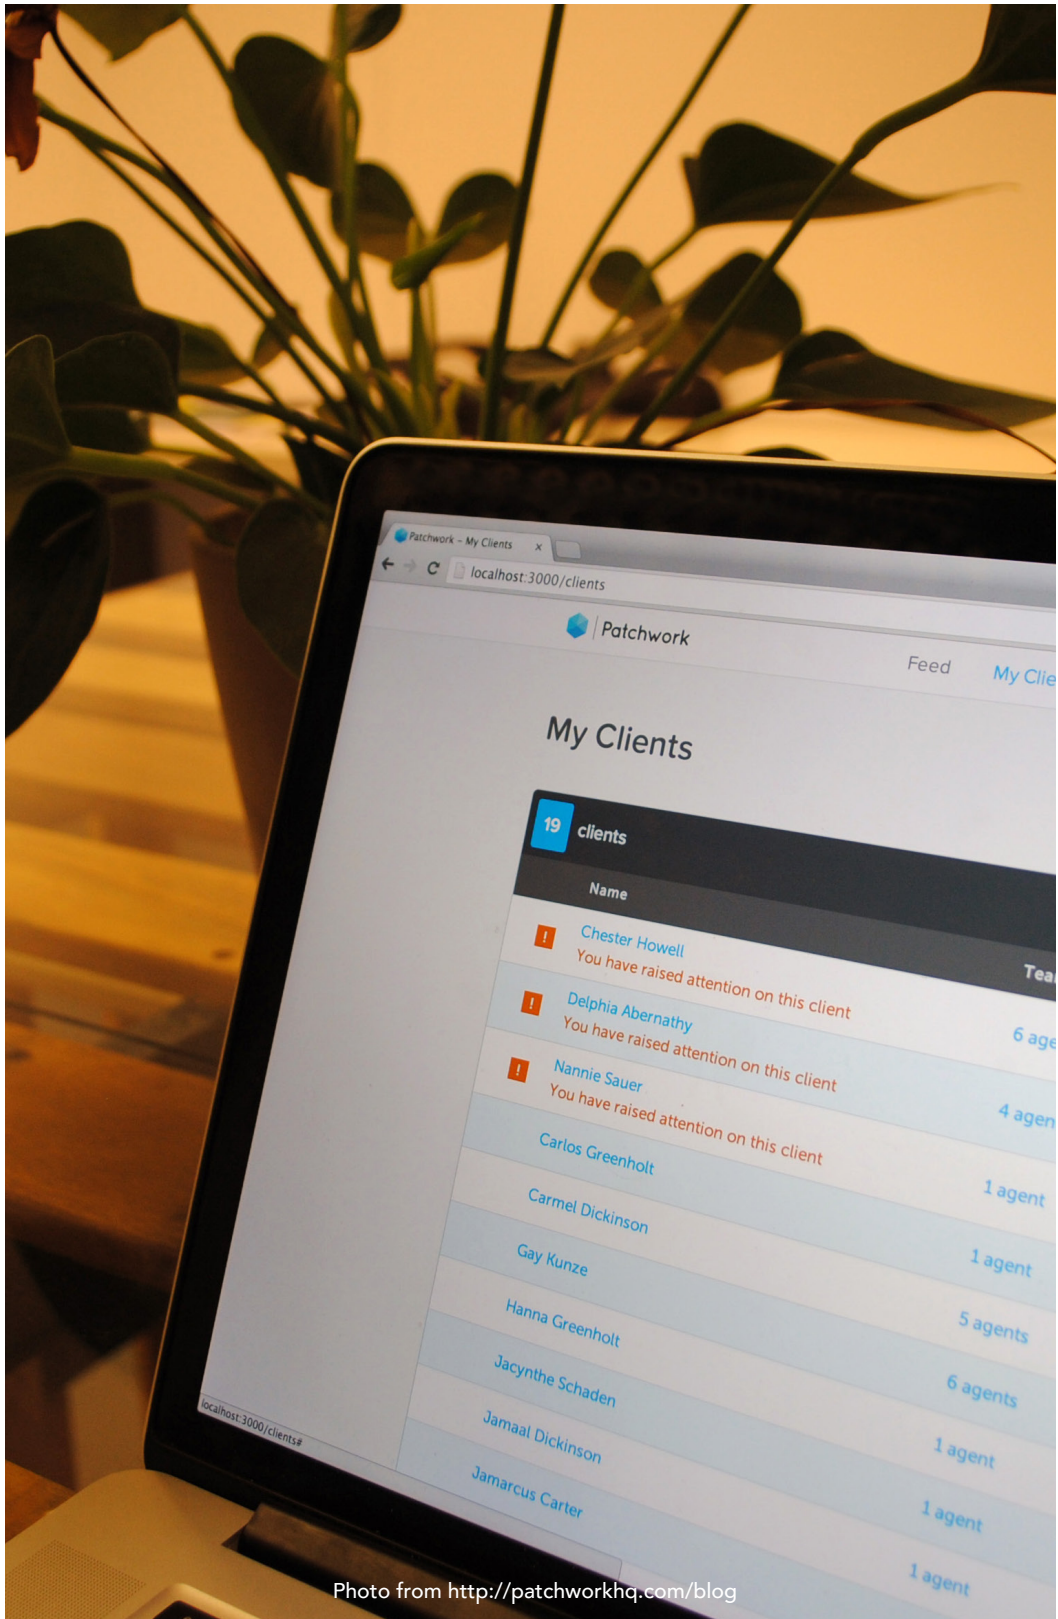 Patchwork – My Clients
localhost:3000/clients
Patchwork
Feed
My Clie
My Clients
19 clients
Name
Tea
! Chester Howell
You have raised attention on this client
6 age
! Delphia Abernathy
You have raised attention on this client
4 agen
! Nannie Sauer
You have raised attention on this client
1 agent
Carlos Greenholt
1 agent
Carmel Dickinson
5 agents
Gay Kunze
6 agents
Hanna Greenholt
1 agent
Jacynthe Schaden
1 agent
Jamaal Dickinson
1 agent
Jamarcus Carter
localhost:3000/clients#
Photo from http://patchworkhq.com/blog